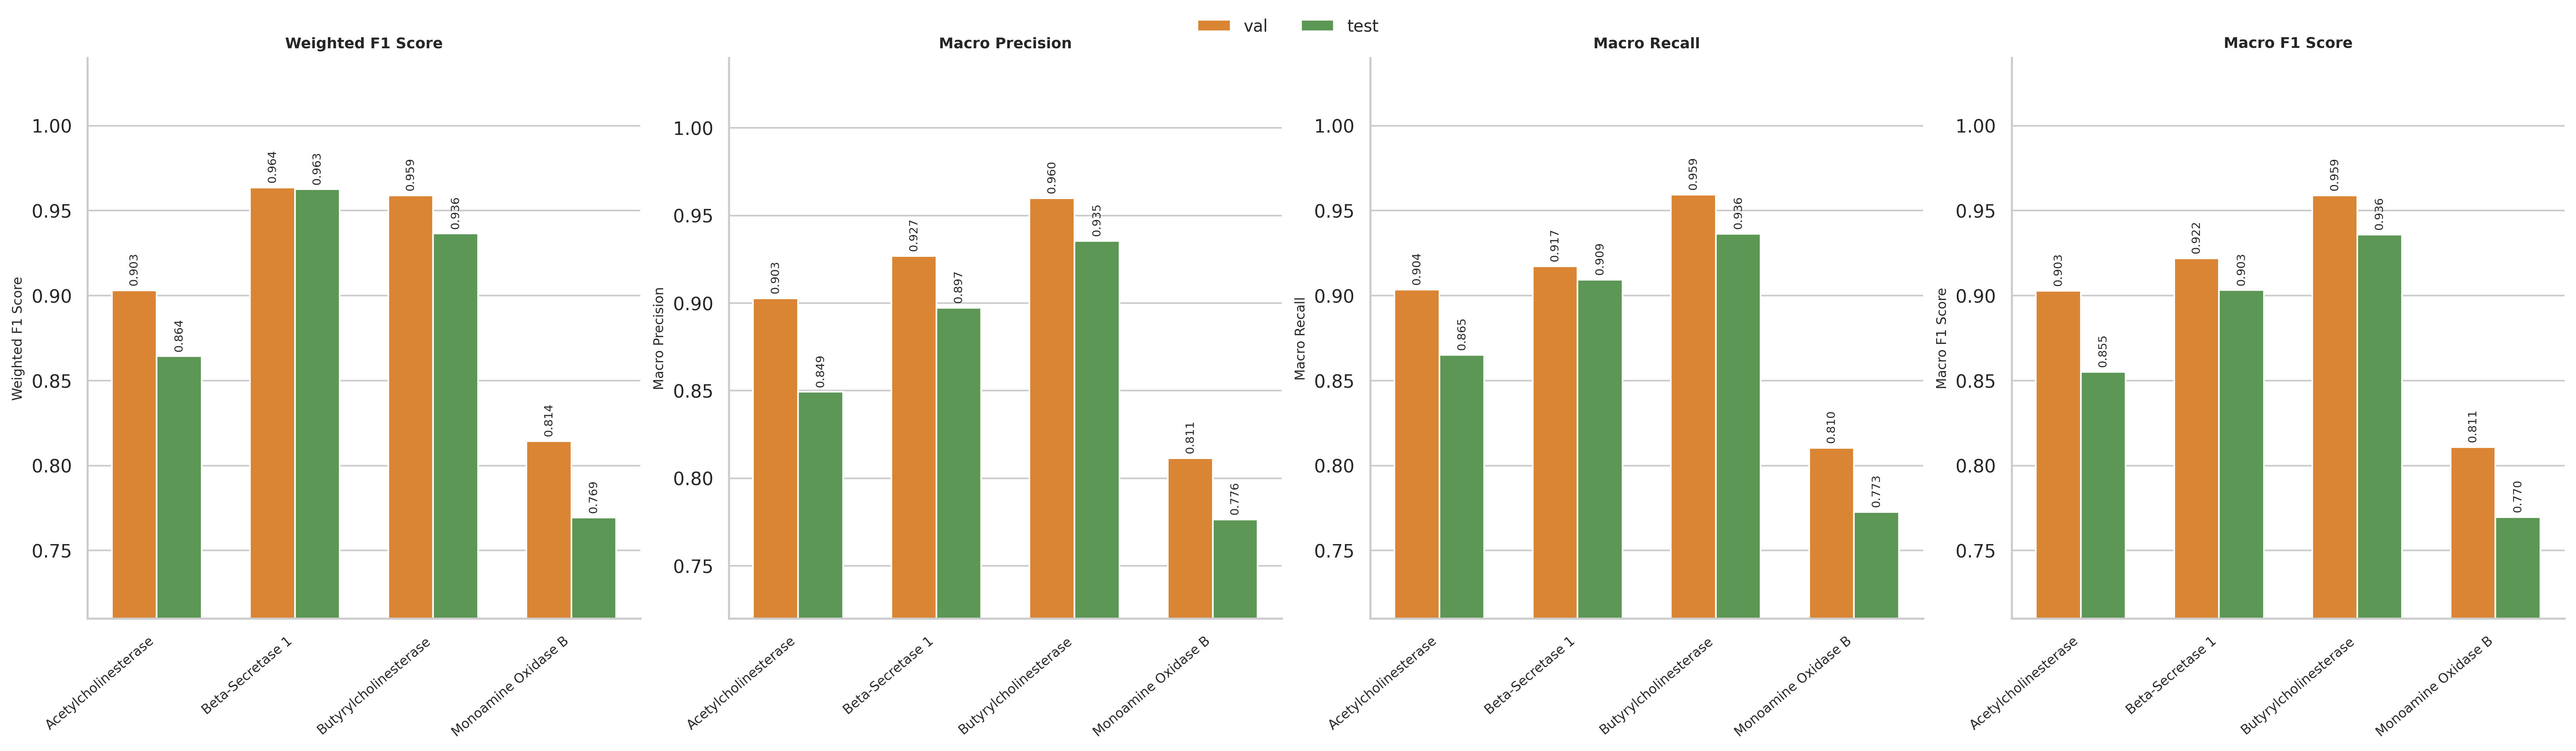 val
test
Weighted F1 Score
Weighted F1 Score
1.00
0.95
0.90
0.85
0.80
0.75
0.903
0.864
0.964
0.963
0.959
0.936
0.814
0.769
Acetylcholinesterase
Beta-Secretase 1
Butyrylcholinesterase
Monoamine Oxidase B
Macro Precision
Macro Precision
1.00
0.95
0.90
0.85
0.80
0.75
0.903
0.849
0.927
0.897
0.960
0.935
0.811
0.776
Acetylcholinesterase
Beta-Secretase 1
Butyrylcholinesterase
Monoamine Oxidase B
Macro Recall
Macro Recall
1.00
0.95
0.90
0.85
0.80
0.75
0.904
0.865
0.917
0.909
0.959
0.936
0.810
0.773
Acetylcholinesterase
Beta-Secretase 1
Butyrylcholinesterase
Monoamine Oxidase B
Macro F1 Score
Macro F1 Score
1.00
0.95
0.90
0.85
0.80
0.75
0.903
0.855
0.922
0.903
0.959
0.936
0.811
0.770
Acetylcholinesterase
Beta-Secretase 1
Butyrylcholinesterase
Monoamine Oxidase B